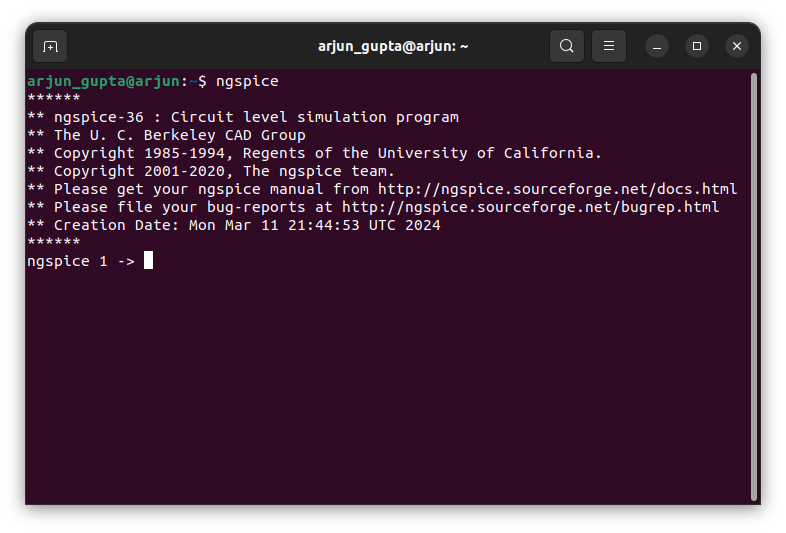 arjun_gupta@arjun: ~
arjun_gupta@arjun:~$ ngspice
******
** ngspice-36 : Circuit level simulation program
** The U. C. Berkeley CAD Group
** Copyright 1985-1994, Regents of the University of California.
** Copyright 2001-2020, The ngspice team.
** Please get your ngspice manual from http://ngspice.sourceforge.net/docs.html
** Please file your bug-reports at http://ngspice.sourceforge.net/bugrep.html
** Creation Date: Mon Mar 11 21:44:53 UTC 2024
******
ngspice 1 ->